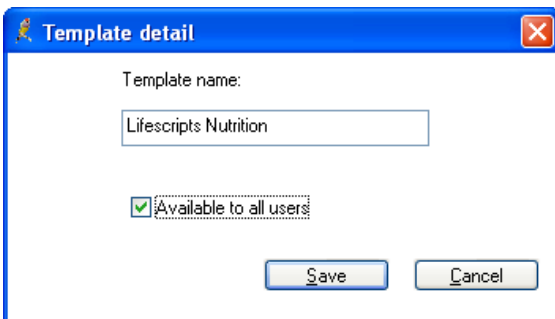 Template detail
Template name:
Lifescripts Nutrition
Available to all users
Save Cancel